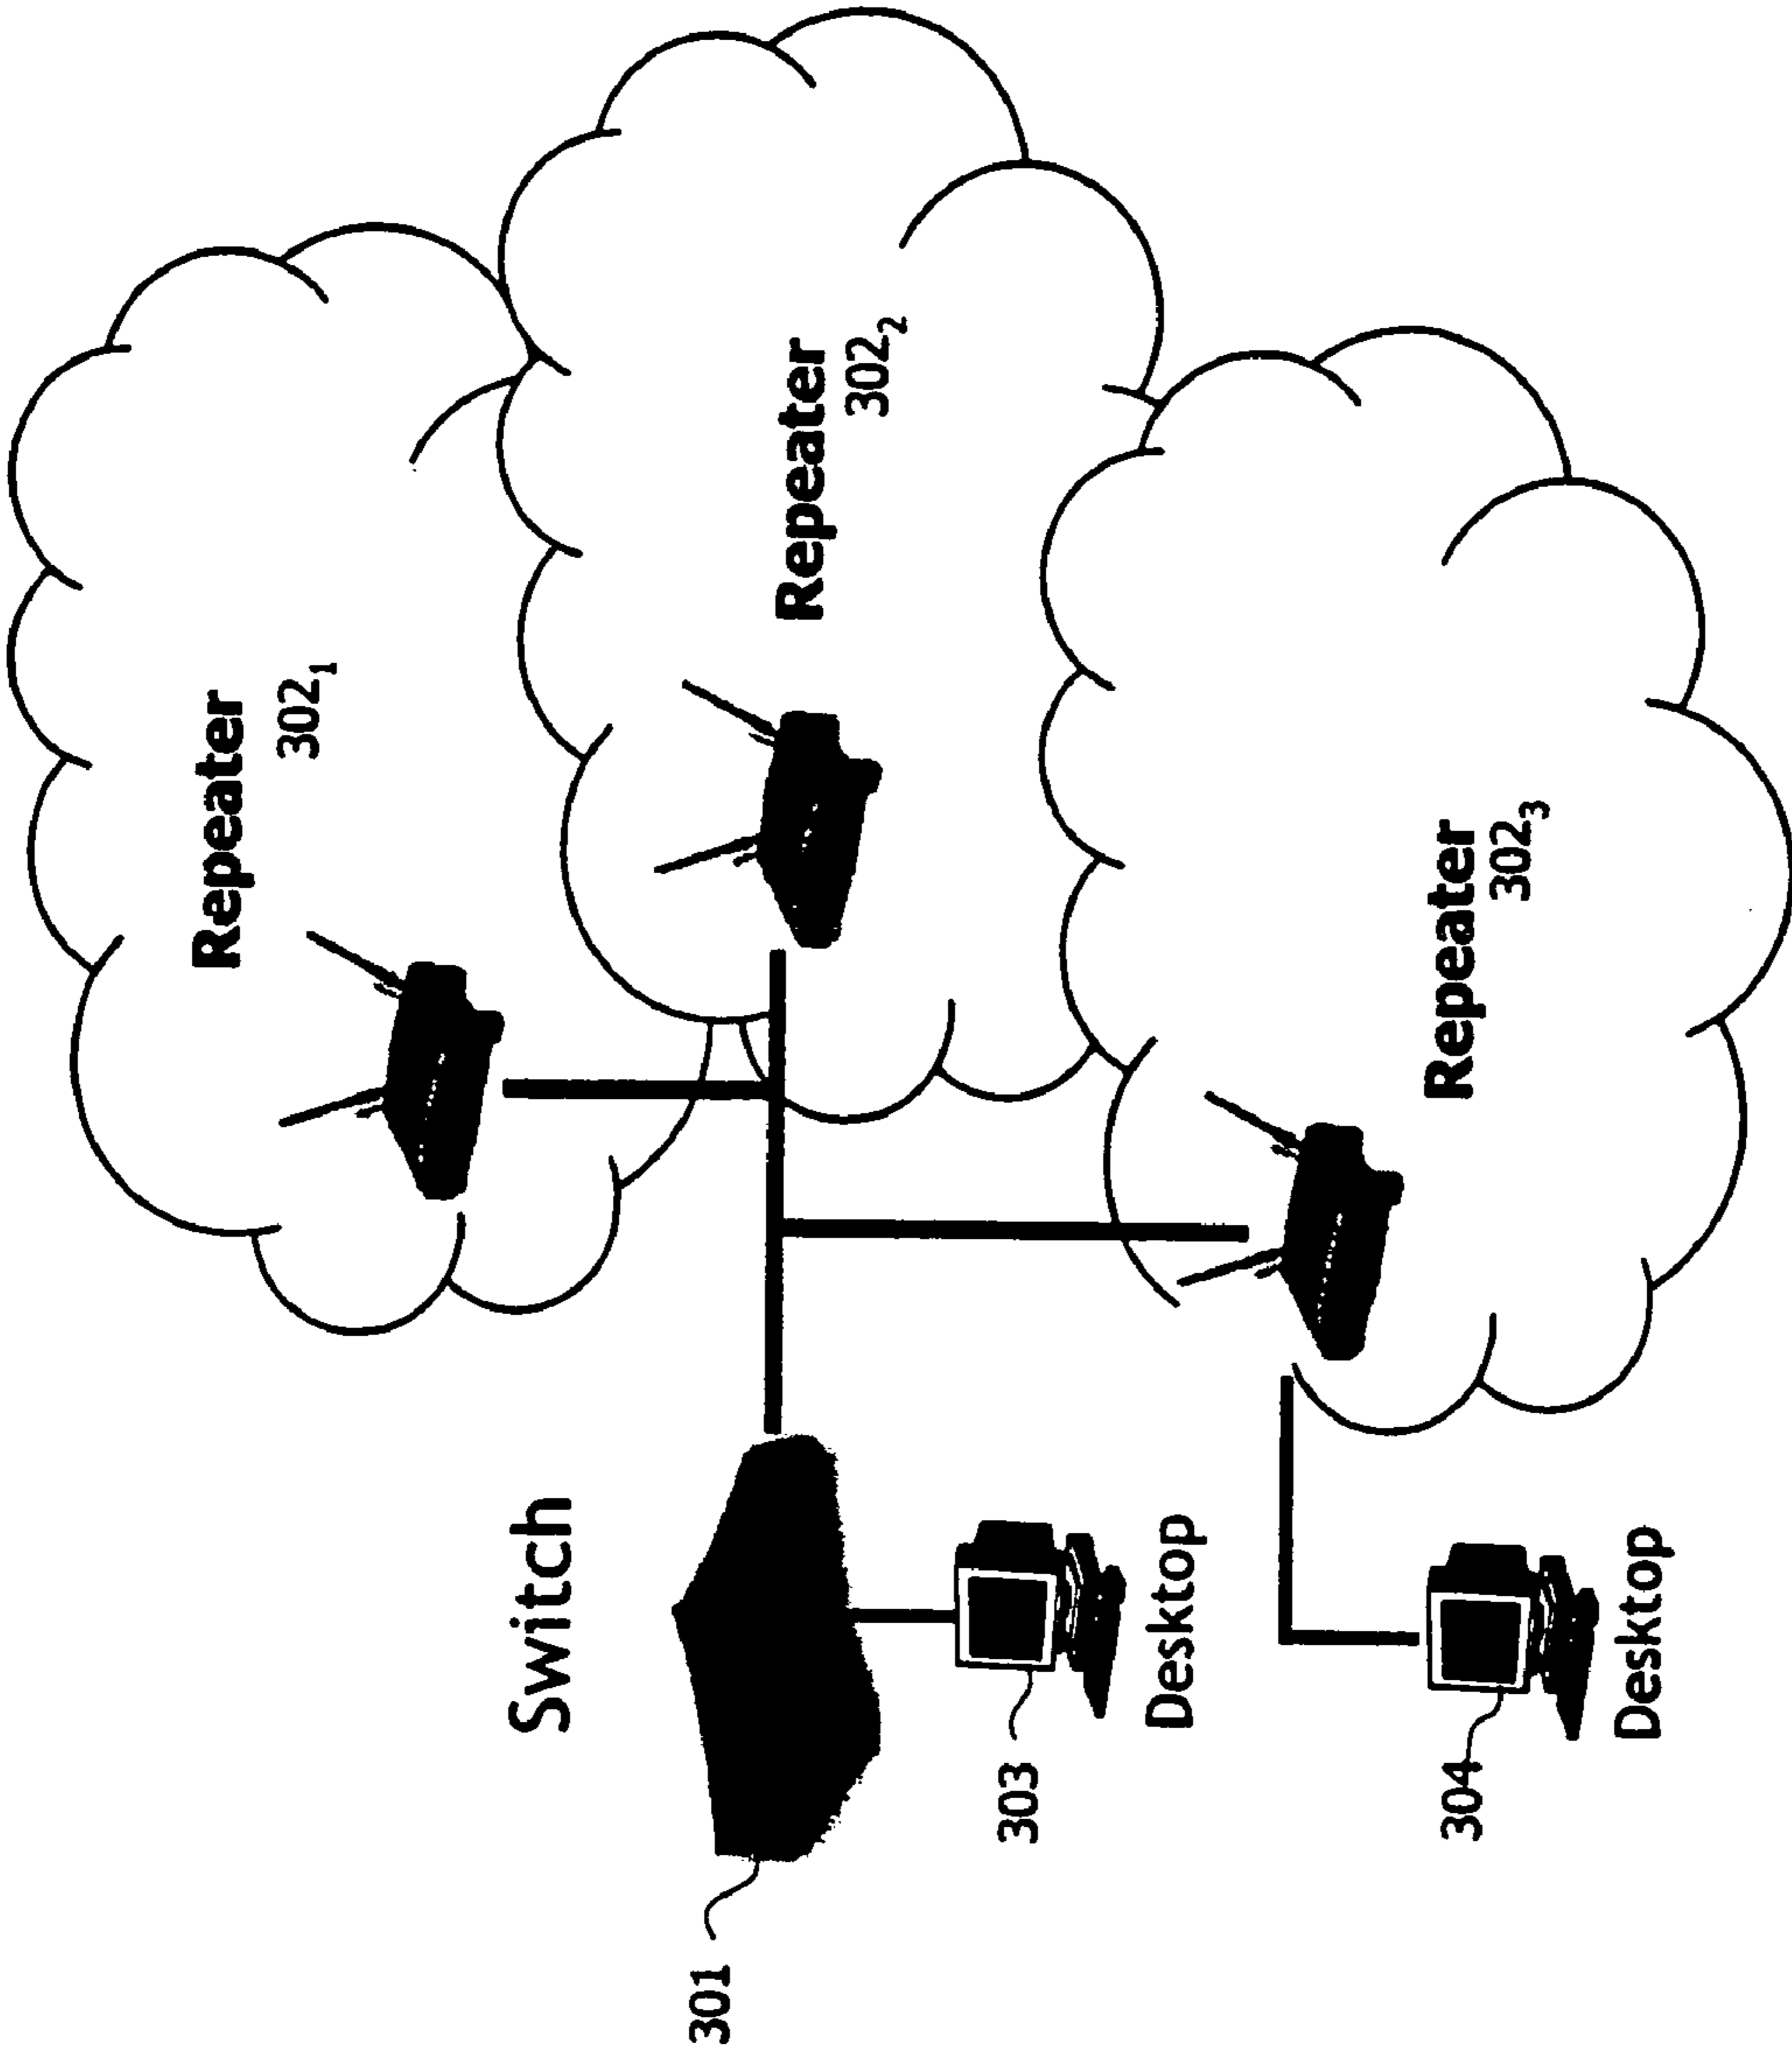 Repeater
302₁
Repeater
302₂
Repeater
302₃
Switch
301
303
Desktop
304
Desktop